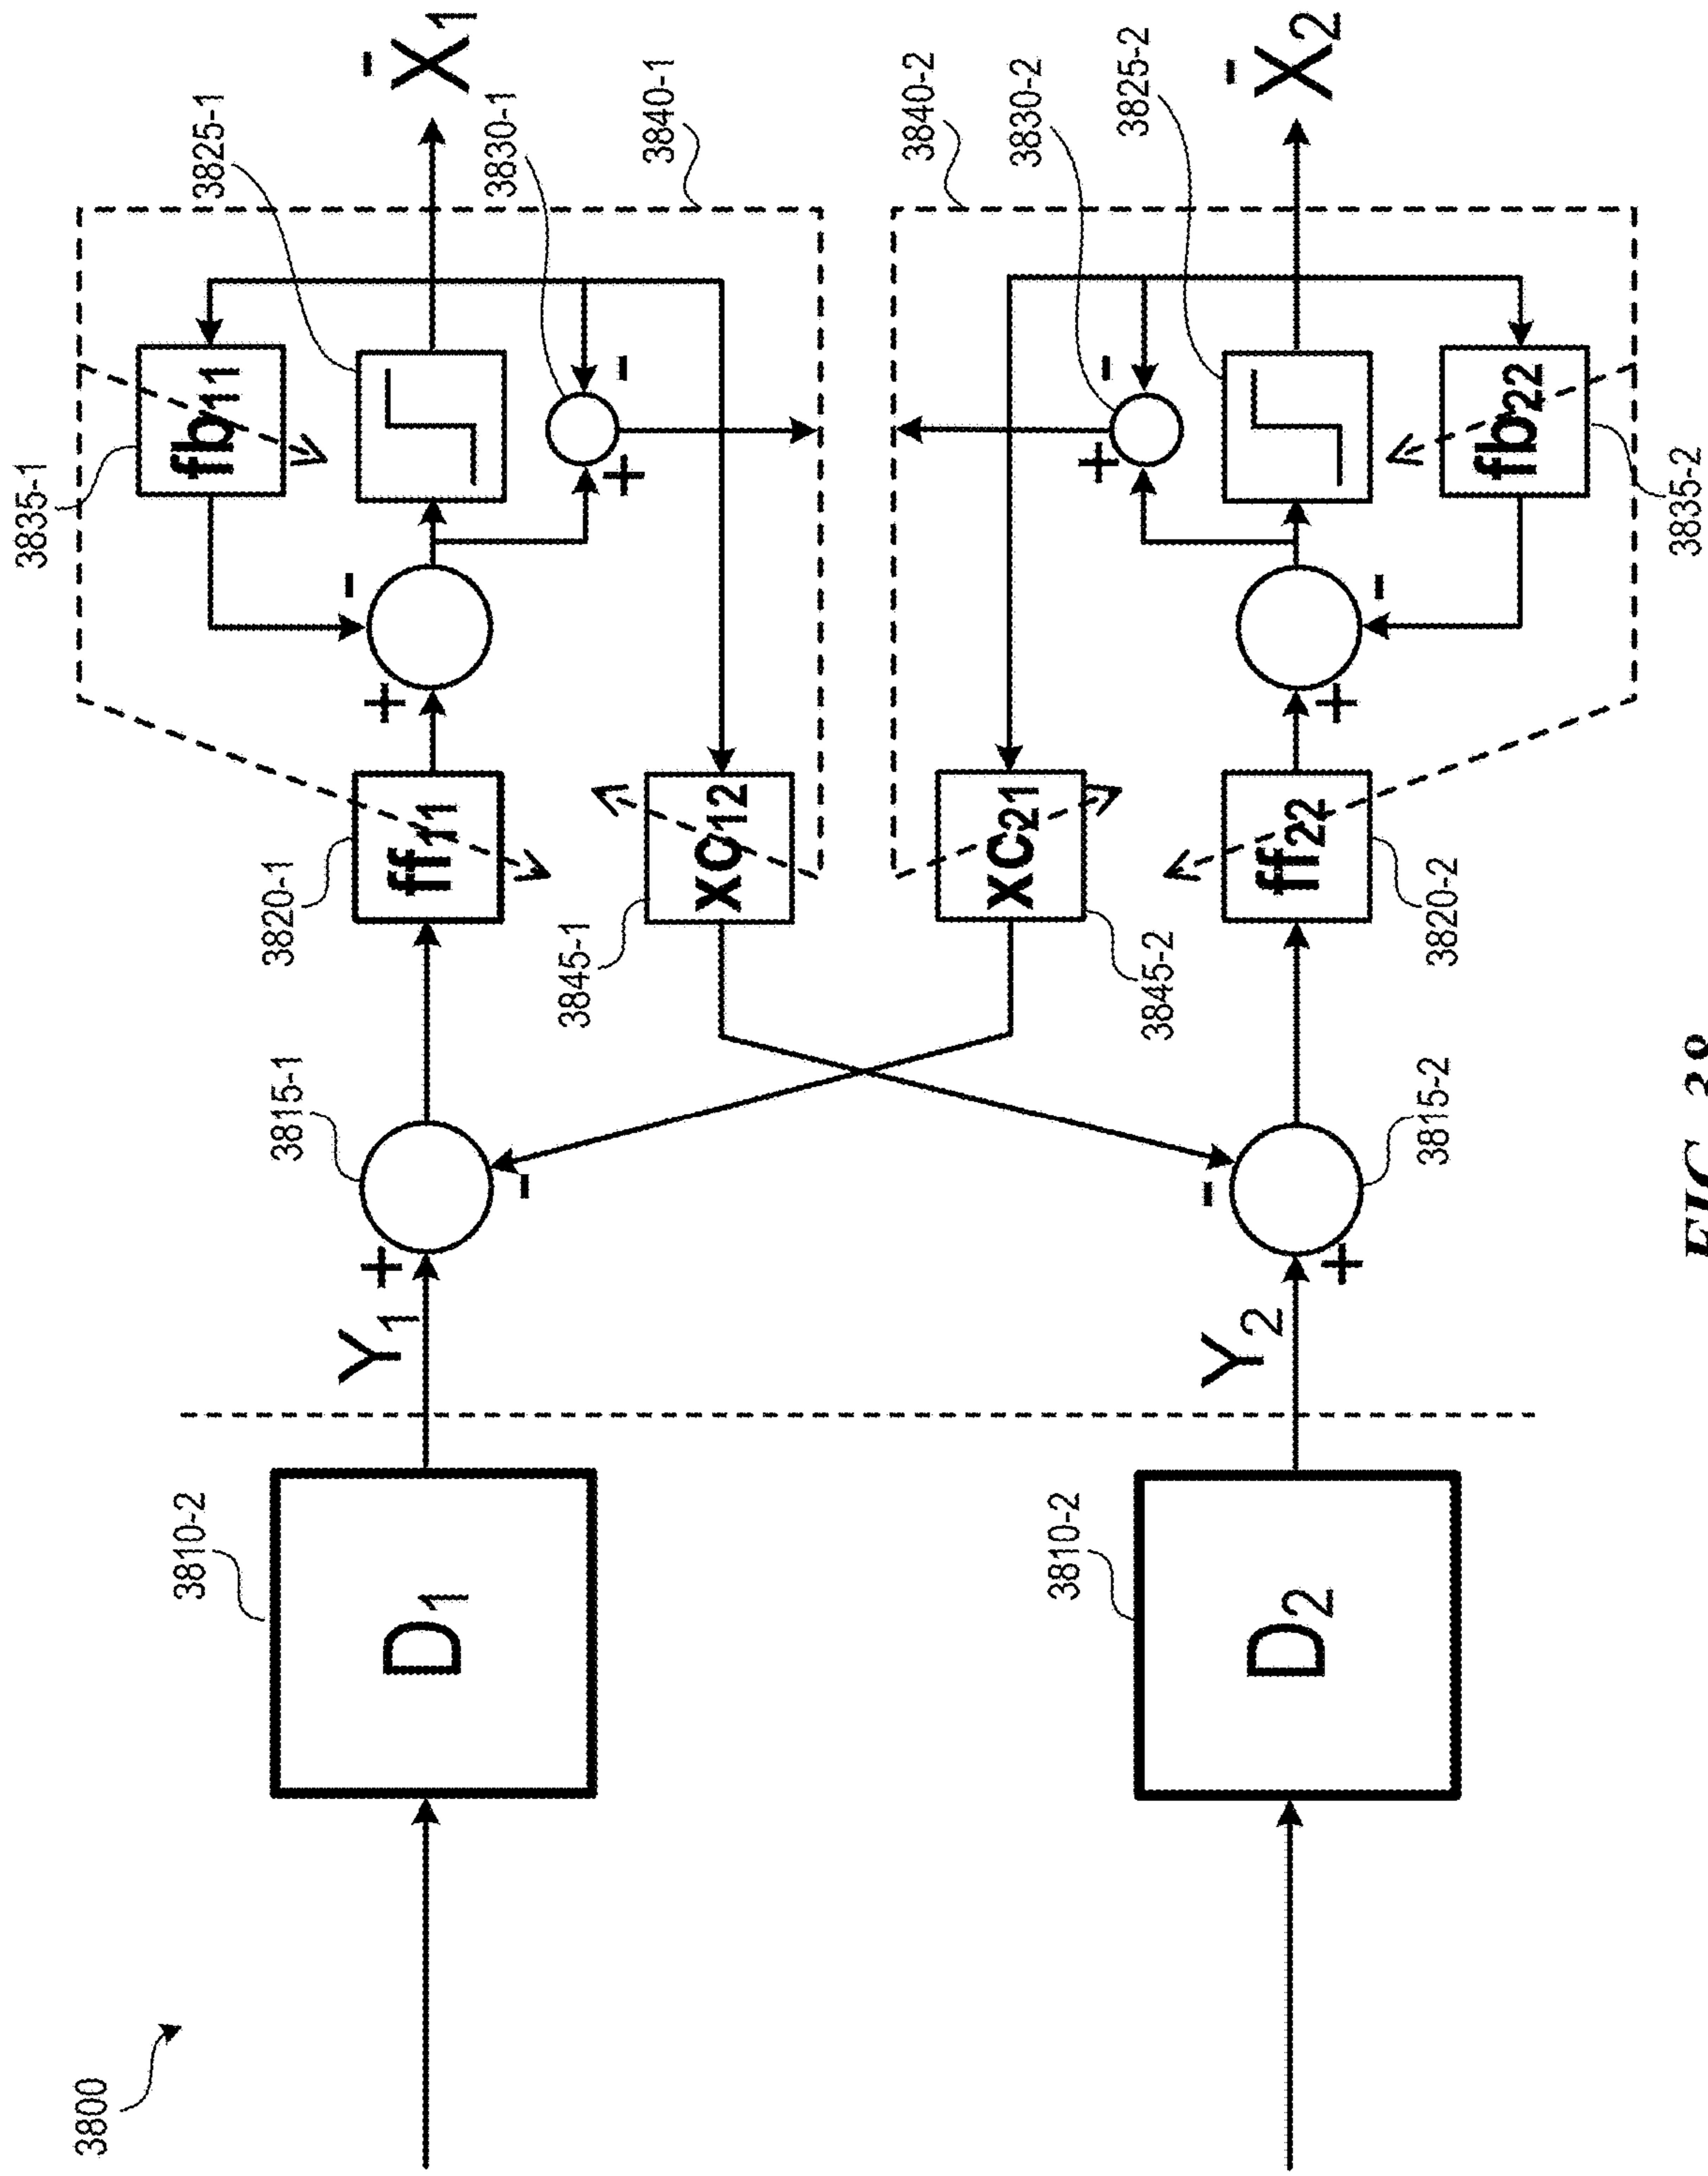 3800
3810-2
D1
Y1
+
-
3815-1
3820-1
ff11
+
-
3835-1
fb11
3825-1
3830-1
+
-
X̄1
3845-1
xc12
3840-1
3840-2
3845-2
xc21
3830-2
+
-
3825-2
X̄2
3810-2
D2
Y2
+
-
3815-2
3820-2
ff22
+
-
3835-2
fb22